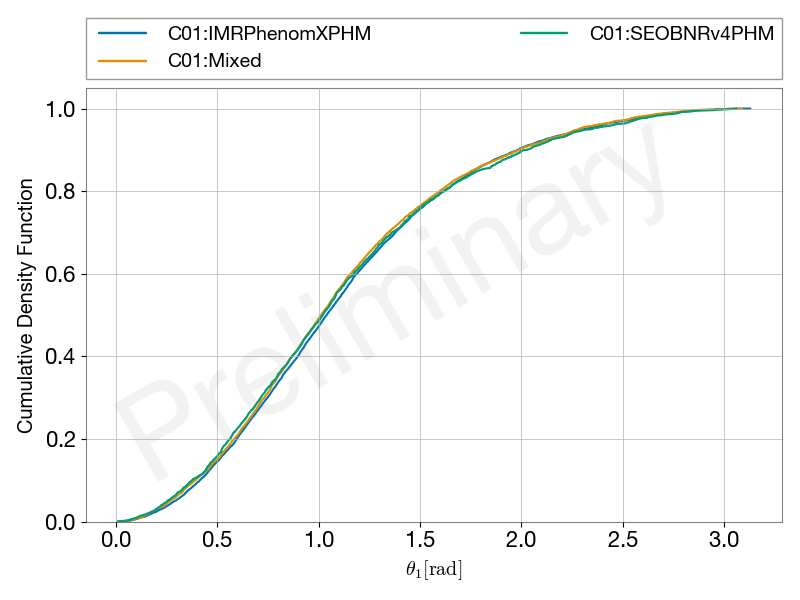 C01:IMRPhenomXPHM
C01:Mixed
C01:SEOBNRv4PHM
1.0
0.8
0.6
0.4
0.2
0.0
Cumulative Density Function
Preliminary
0.0 0.5 1.0 1.5 2.0 2.5 3.0
θ₁[rad]